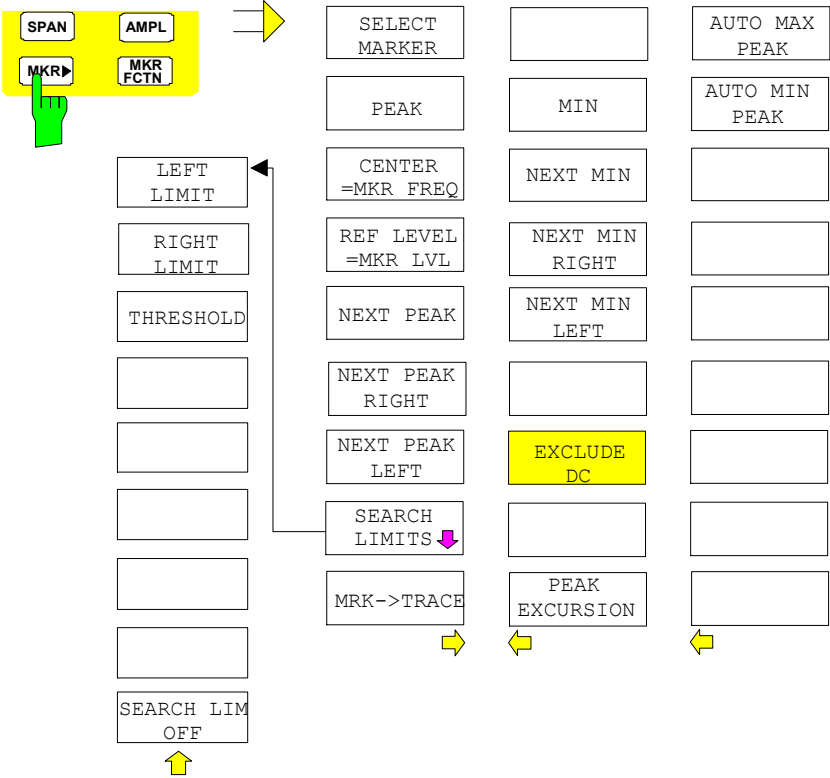 SPAN
AMPL
MKR
MKR
FCTN
SELECT
MARKER
PEAK
CENTER
=MKR FREQ
REF LEVEL
=MKR LVL
NEXT PEAK
NEXT PEAK
RIGHT
NEXT PEAK
LEFT
SEARCH
LIMITS
MRK->TRACE
MIN
NEXT MIN
NEXT MIN
RIGHT
NEXT MIN
LEFT
EXCLUDE
DC
PEAK
EXCURSION
AUTO MAX
PEAK
AUTO MIN
PEAK
LEFT
LIMIT
RIGHT
LIMIT
THRESHOLD
SEARCH LIM
OFF